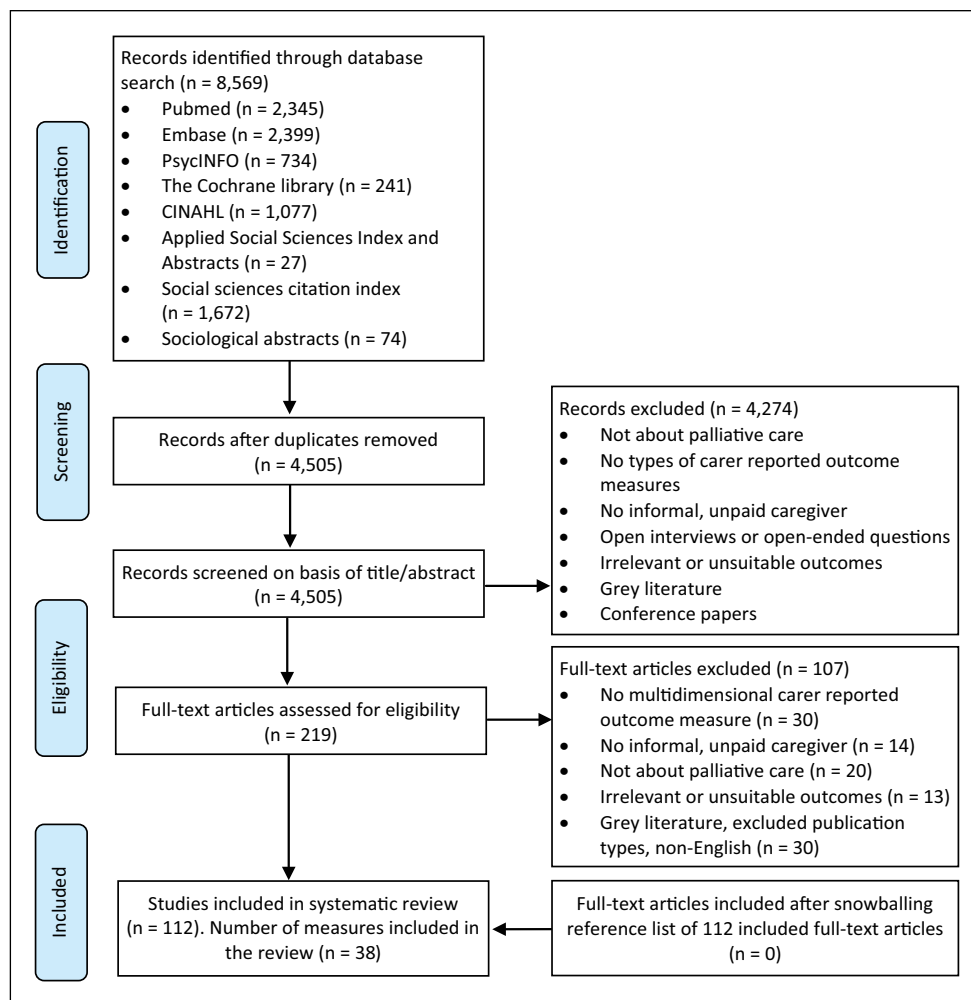 Identification
Records identified through database
search (n = 8,569)
• Pubmed (n = 2,345)
• Embase (n = 2,399)
• PsycINFO (n = 734)
• The Cochrane library (n = 241)
• CINAHL (n = 1,077)
• Applied Social Sciences Index and
Abstracts (n = 27)
• Social sciences citation index
(n = 1,672)
• Sociological abstracts (n = 74)
Screening
Records after duplicates removed
(n = 4,505)
Records screened on basis of title/abstract
(n = 4,505)
Records excluded (n = 4,274)
• Not about palliative care
• No types of carer reported outcome
measures
• No informal, unpaid caregiver
• Open interviews or open-ended questions
• Irrelevant or unsuitable outcomes
• Grey literature
• Conference papers
Eligibility
Full-text articles assessed for eligibility
(n = 219)
Full-text articles excluded (n = 107)
• No multidimensional carer reported
outcome measure (n = 30)
• No informal, unpaid caregiver (n = 14)
• Not about palliative care (n = 20)
• Irrelevant or unsuitable outcomes (n = 13)
• Grey literature, excluded publication
types, non-English (n = 30)
Included
Studies included in systematic review
(n = 112). Number of measures included in
the review (n = 38)
Full-text articles included after snowballing
reference list of 112 included full-text articles
(n = 0)